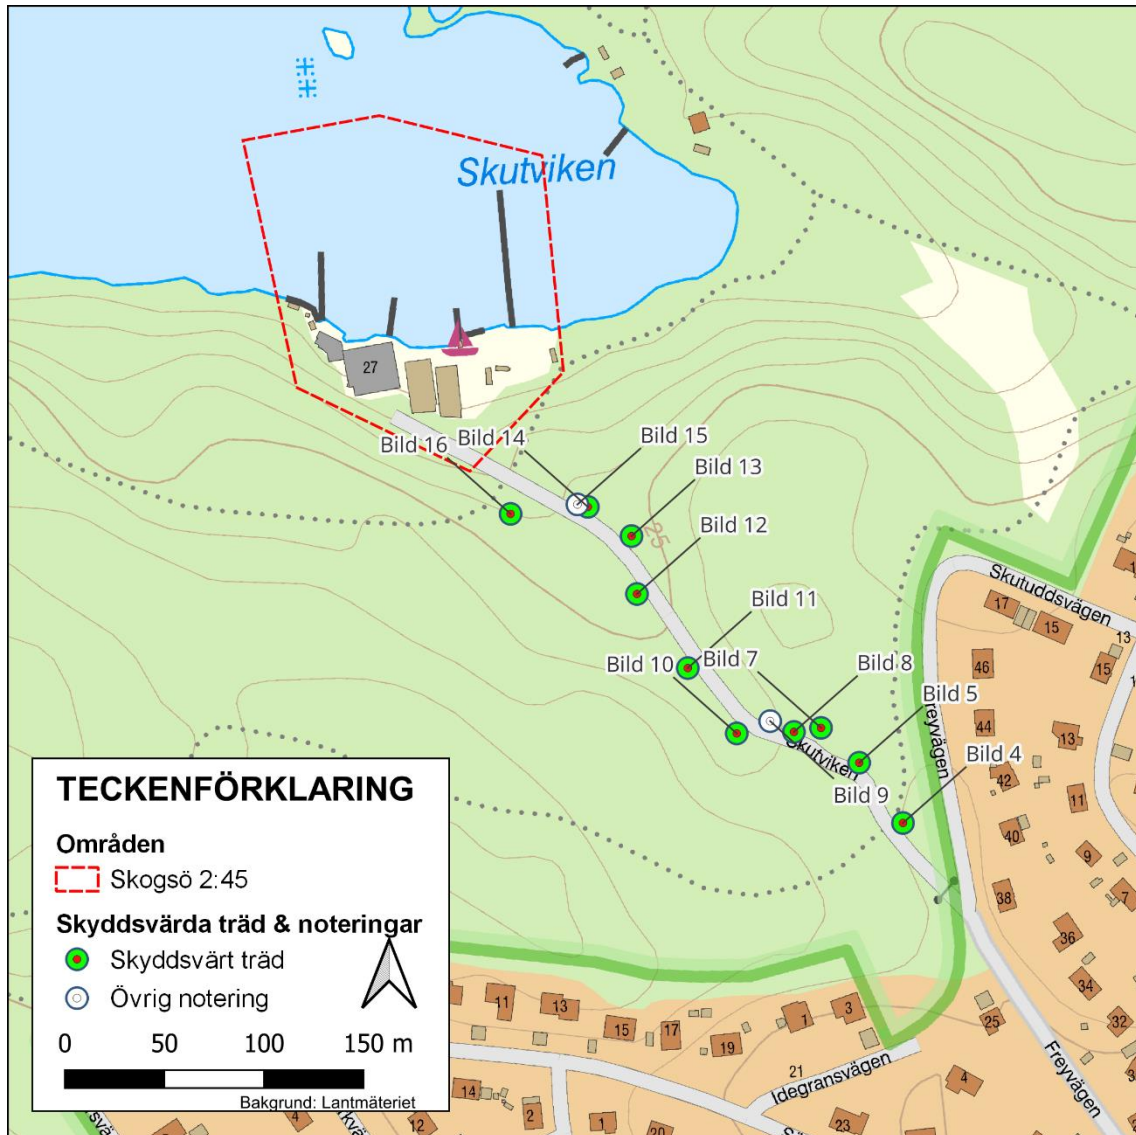 Skutviken
27
Bild 16
Bild 14
Bild 15
Bild 13
25
Bild 12
Bild 11
Bild 10
Bild 7
Bild 8
Bild 5
Bild 4
Bild 9
Skutviken
Skutuddsvägen
17
15
13
15
46
44
13
42
11
40
9
7
38
36
34
32
25
Freyvägen
Freyvägen
Idegransvägen
TECKENFÖRKLARING
Områden
Skogsö 2:45
Skyddsvärda träd & noteringar
Skyddsvärt träd
Övrig notering
0 50 100 150 m
Bakgrund: Lantmäteriet
11
13
15
17
19
1
3
21
4
14
2
1
20
23
12
4